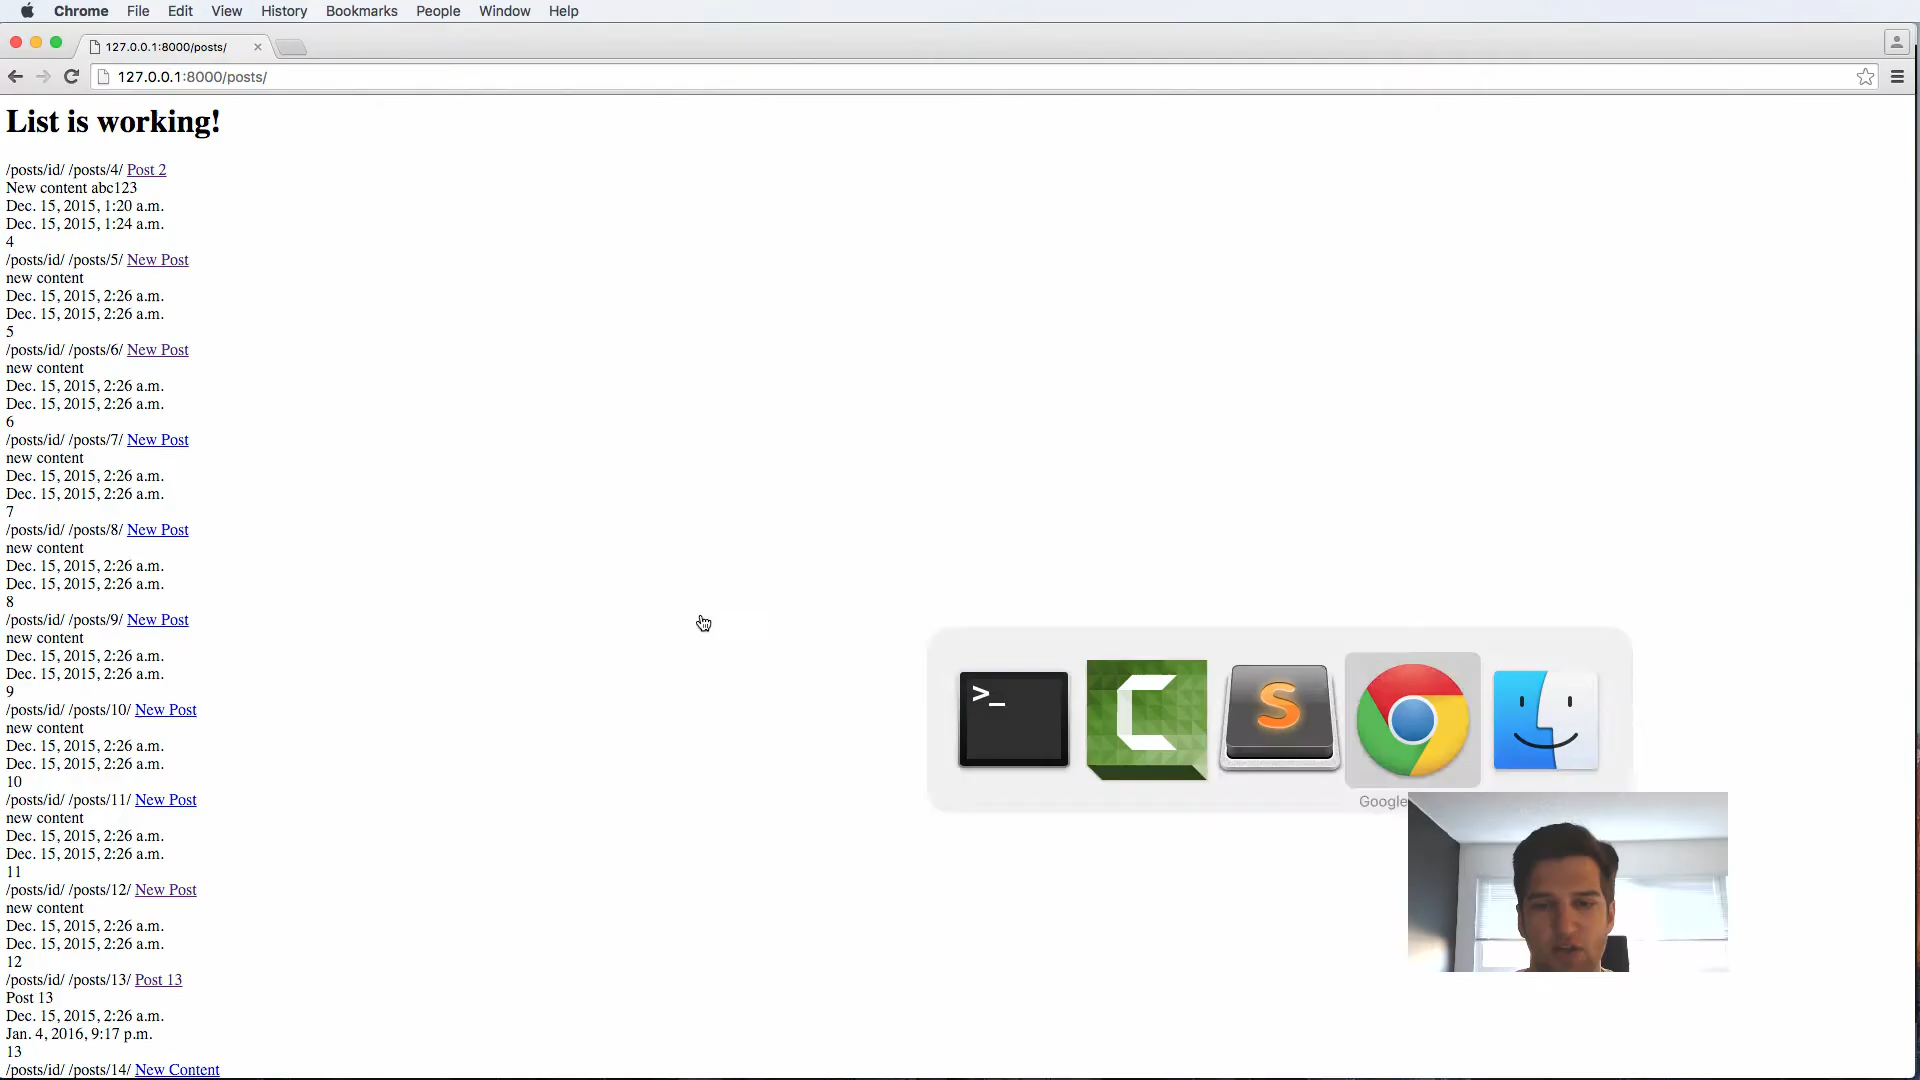 Chrome File Edit View History Bookmarks People Window Help
127.0.0.1:8000/posts/
127.0.0.1:8000/posts/
List is working!
/posts/id/ /posts/4/ Post 2
New content abc123
Dec. 15, 2015, 1:20 a.m.
Dec. 15, 2015, 1:24 a.m.
4
/posts/id/ /posts/5/ New Post
new content
Dec. 15, 2015, 2:26 a.m.
Dec. 15, 2015, 2:26 a.m.
5
/posts/id/ /posts/6/ New Post
new content
Dec. 15, 2015, 2:26 a.m.
Dec. 15, 2015, 2:26 a.m.
6
/posts/id/ /posts/7/ New Post
new content
Dec. 15, 2015, 2:26 a.m.
Dec. 15, 2015, 2:26 a.m.
7
/posts/id/ /posts/8/ New Post
new content
Dec. 15, 2015, 2:26 a.m.
Dec. 15, 2015, 2:26 a.m.
8
/posts/id/ /posts/9/ New Post
new content
Dec. 15, 2015, 2:26 a.m.
Dec. 15, 2015, 2:26 a.m.
9
/posts/id/ /posts/10/ New Post
new content
Dec. 15, 2015, 2:26 a.m.
Dec. 15, 2015, 2:26 a.m.
10
/posts/id/ /posts/11/ New Post
new content
Dec. 15, 2015, 2:26 a.m.
Dec. 15, 2015, 2:26 a.m.
11
/posts/id/ /posts/12/ New Post
new content
Dec. 15, 2015, 2:26 a.m.
Dec. 15, 2015, 2:26 a.m.
12
/posts/id/ /posts/13/ Post 13
Post 13
Dec. 15, 2015, 2:26 a.m.
Jan. 4, 2016, 9:17 p.m.
13
/posts/id/ /posts/14/ New Content
>_
C
S
Google